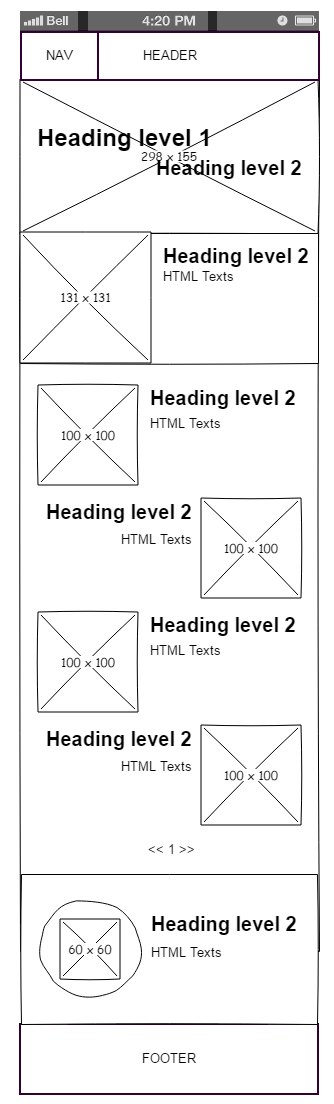 Bell 4:20 PM
NAV HEADER
Heading level 1
298 x 155
Heading level 2
Heading level 2
HTML Texts
131 x 131
Heading level 2
HTML Texts
100 x 100
Heading level 2
HTML Texts
100 x 100
Heading level 2
HTML Texts
100 x 100
Heading level 2
HTML Texts
100 x 100
<< 1 >>
Heading level 2
60 x 60 HTML Texts
FOOTER